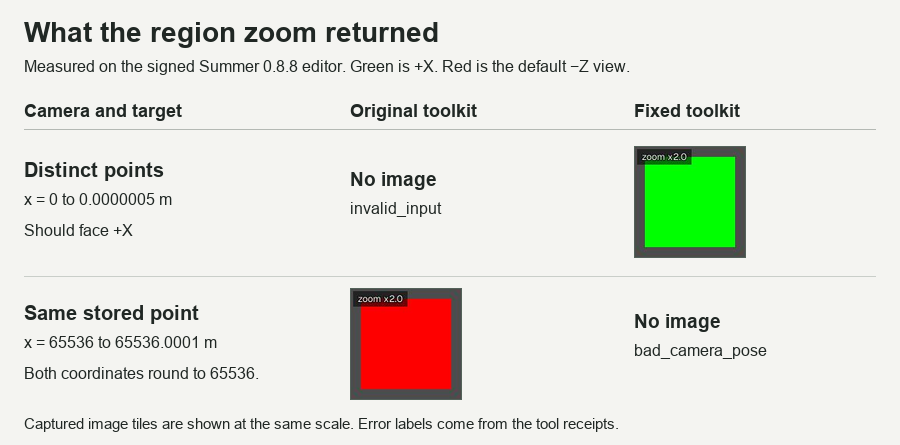 What the region zoom returned
Measured on the signed Summer 0.8.8 editor. Green is +X. Red is the default −Z view.
Camera and target
Original toolkit
Fixed toolkit
Distinct points
x = 0 to 0.0000005 m
Should face +X
No image
invalid_input
zoom x2.0
Same stored point
x = 65536 to 65536.0001 m
Both coordinates round to 65536.
zoom x2.0
No image
bad_camera_pose
Captured image tiles are shown at the same scale. Error labels come from the tool receipts.